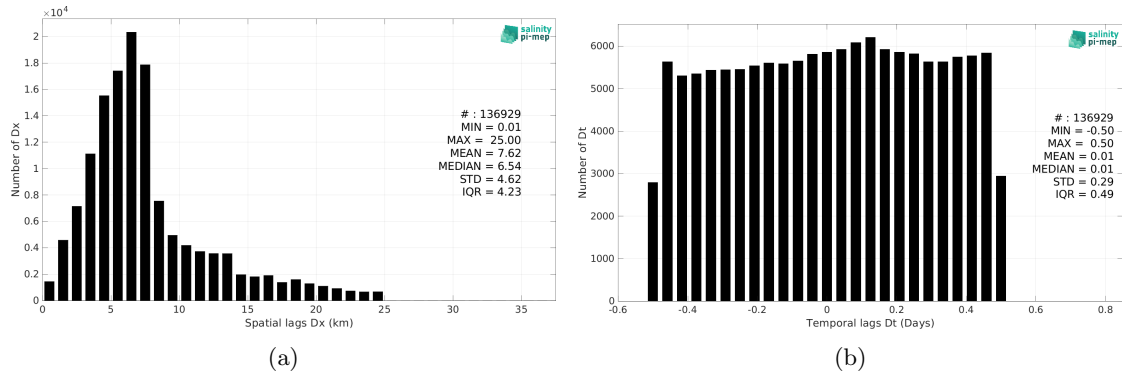 ×10⁴
2
1.8
1.6
1.4
1.2
1
0.8
0.6
0.4
0.2
0
Number of Dx
salinity
pi-mep
# : 136929
MIN = 0.01
MAX = 25.00
MEAN = 7.62
MEDIAN = 6.54
STD = 4.62
IQR = 4.23
0 5 10 15 20 25 30 35
Spatial lags Dx (km)
(a)
6000
5000
4000
3000
2000
1000
0
Number of Dt
salinity
pi-mep
# : 136929
MIN = -0.50
MAX = 0.50
MEAN = 0.01
MEDIAN = 0.01
STD = 0.29
IQR = 0.49
-0.6 -0.4 -0.2 0 0.2 0.4 0.6 0.8
Temporal lags Dt (Days)
(b)